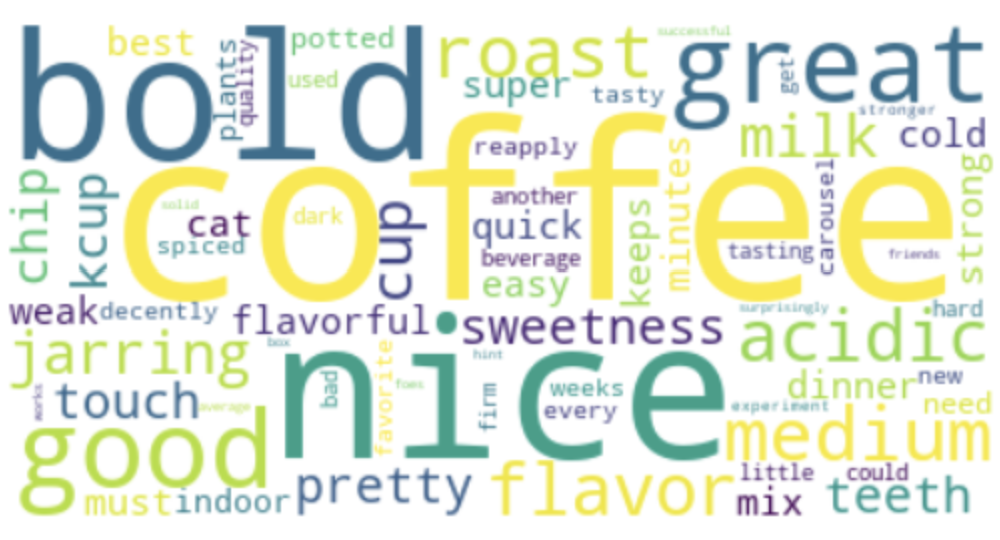 bold
best
plants
quality
potted
used
roast
super
successful
great
get
tasty
stronger
milk
cold
chip
kcup
coffee
solid
cat
spiced
dark
cup
reapply
another
quick
beverage
easy
keeps
minutes
tasting
carousel
friends
strong
weak
decently
flavorful
sweetness
surprisingly
hard
acidic
jarring
box
nice
hint
works
touch
average
bad
favorite
foes
firm
weeks
every
dinner
new
experiment
need
good
medium
must
indoor
pretty
flavor
little
could
mix
teeth